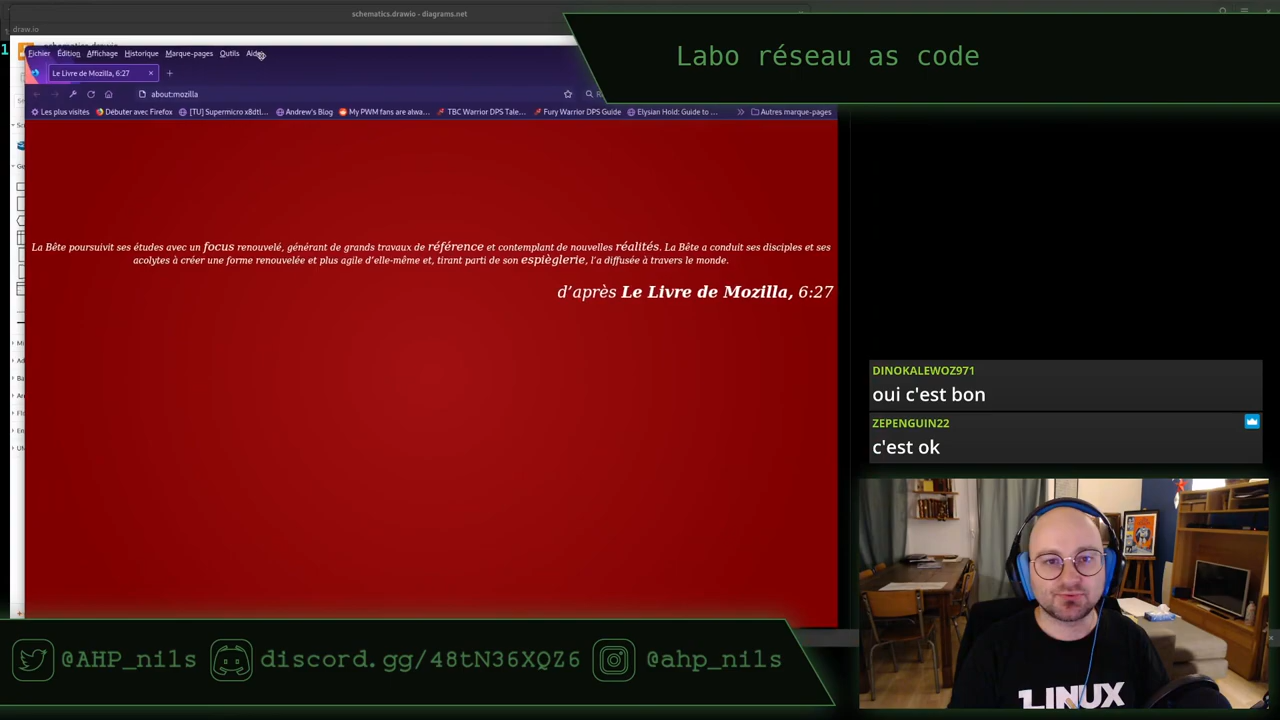 schematics.drawio - diagrams.net
draw.io
Labo réseau as code
Fichier Édition Affichage Historique Marque-pages Outils Aide
Le Livre de Mozilla, 6:27
about:mozilla
Les plus visités Débuter avec Firefox [TU] Supermicro x8dtl... Andrew's Blog My PWM fans are alwa... TBC Warrior DPS Tale... Fury Warrior DPS Guide Elysian Hold: Guide to ... Autres marque-pages
La Bête poursuivit ses études avec un focus renouvelé, générant de grands travaux de référence et contemplant de nouvelles réalités. La Bête a conduit ses disciples et ses
acolytes à créer une forme renouvelée et plus agile d’elle-même et, tirant parti de son espièglerie, l’a diffusée à travers le monde.
d’après Le Livre de Mozilla, 6:27
DINOKALEWOZ971
oui c'est bon
ZEPENGUIN22
c'est ok
LINUX
@AHP_nils discord.gg/48tN36XQZ6 @ahp_nils